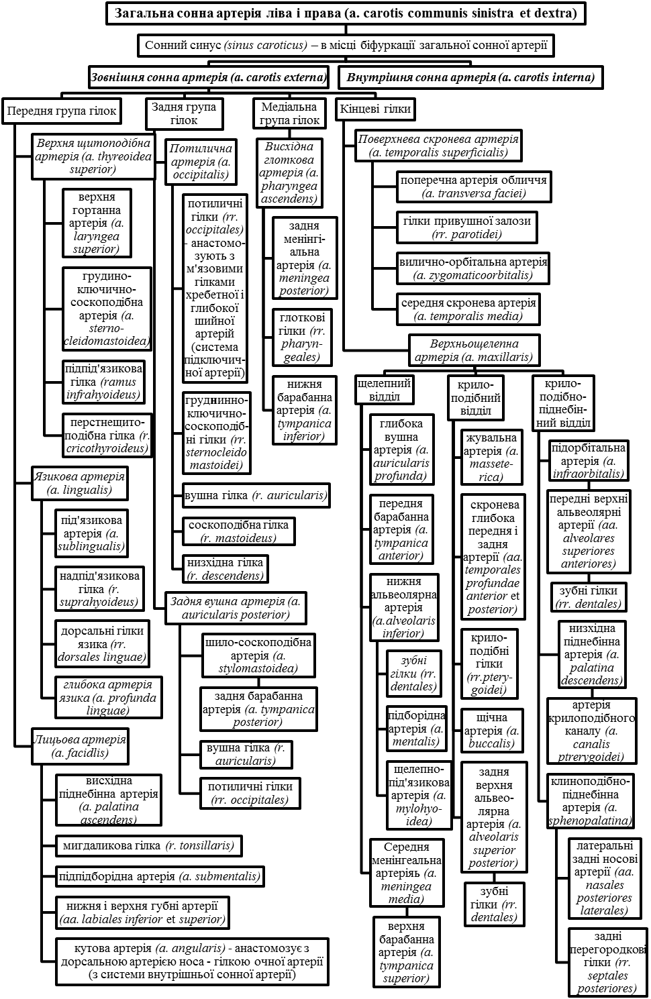 Загальна сонна артерія ліва і права (a. carotis communis sinistra et dextra)
Сонний синус (sinus caroticus) – в місці біфуркації загальної сонної артерії
Зовнішня сонна артерія (a. carotis externa)
Внутрішня сонна артерія (a. carotis interna)
Передня група гілок
Верхня щитоподібна
артерія (a. thyreoidea
superior)
верхня
гортанна
артерія (a.
laryngea
superior)
грудино-
ключично-
соскоподібна
артерія (a.
sterno-
cleidomastoidea)
підпід'язикова
гілка (ramus
infrahyoideus)
перстнещито-
подібна гілка (r.
cricothyroideus)
Язикова артерія
(a. lingualis)
під'язикова
артерія (a.
sublingualis)
надпід'язикова
гілка (r.
suprahyoideus)
дорсальні гілки
язика (rr.
dorsales linguae)
глибока артерія
язика (a. profunda
linguae)
Лицьова артерія
(a. facidlis)
висхідна
піднебінна артерія
(a. palatina
ascendens)
мигдаликова гілка (r. tonsillaris)
підпідборідна артерія (a. submentalis)
нижня і верхня губні артерії
(aa. labiales inferior et superior)
кутова артерія (a. angularis) - анастомозує з
дорсальною артерією носа - гілкою очної артерії
(з системи внутрішньої сонної артерії)
Задня група
гілок
Потилична
артерія (a.
occipitalis)
потиличні
гілки (rr.
occipitales)
- анастомо-
зують з
м'язовими
гілками
хребетної і
глибокої
шийної
артерій
(система
підключич-
ної артерії)
груднинно-
ключично-
соскоподіб-
ні гілки (rr.
sternocleido
mastoidei)
вушна гілка (r. auricularis)
соскоподібна гілка
(r. mastoideus)
низхідна гілка
(r. descendens)
Задня вушна артерія (a.
auricularis posterior)
шило-соскоподібна
артерія (a.
stylomastoidea)
задня барабанна
артерія (a. tympanica
posterior)
вушна гілка (r.
auricularis)
потиличні гілки
(rr. occipitales)
Медіальна
група гілок
Висхідна
глоткова
артерія (a.
pharyngea
ascendens)
задня
менінгі-
альна
артерія (a.
meningea
posterior)
глоткові
гілки (rr.
pharyn-
geales)
нижня
барабанна
артерія (a.
tympanica
inferior)
Кінцеві гілки
Поверхнева скронева артерія
(a. temporalis superficialis)
поперечна артерія обличчя
(a. transversa faciei)
гілки привушної залози
(rr. parotidei)
вилично-орбітальна артерія
(a. zygomaticoorbitalis)
середня скронева артерія
(a. temporalis media)
Верхньощелепна
артерія (a. maxillaris)
щелепний
відділ
глибока
вушна
артерія (a.
auricularis
profunda)
передня
барабанна
артерія (a.
tympanica
anterior)
нижня
альвеолярна
артерія
(a.alveolaris
inferior)
зубні
гілки (rr.
dentales)
підборідна
артерія (a.
mentalis)
щелепно-
під'язикова
артерія (a.
mylohyo-
idea)
Середня
менінгеальна
артеріяь (a.
meningea
media)
верхня
барабанна
артерія (a.
tympanica
superior)
крило-
подібний
відділ
жувальна
артерія (a.
massete-
rica)
скронева
глибока
передня і
задня
артерії (aa.
temporales
profundae
anterior et
posterior)
крило-
подібні
гілки
(rr.ptery-
goidei)
щічна
артерія (a.
buccalis)
задня
верхня
альвео-
лярна
артерія (a.
alveolaris
superior
posterior)
зубні
гілки (rr.
dentales)
крило-
подібно-
піднебін-
ний відділ
підорбітальна
артерія (a.
infraorbitalis)
передні верхні
альвеолярні
артерії (aa.
alveolares
superiores
anteriores)
зубні гілки
(rr. dentales)
низхідна
піднебінна
артерія (a.
palatina
descendens)
артерія
крилоподібного
каналу (a.
canalis
ptrerygoidei)
клиноподібно-
піднебінна
артерія (a.
sphenopalatina)
латеральні
задні носові
артерії (aa.
nasales
posteriores
laterales)
задні
перегородкові
гілки (rr.
septales
posteriores)